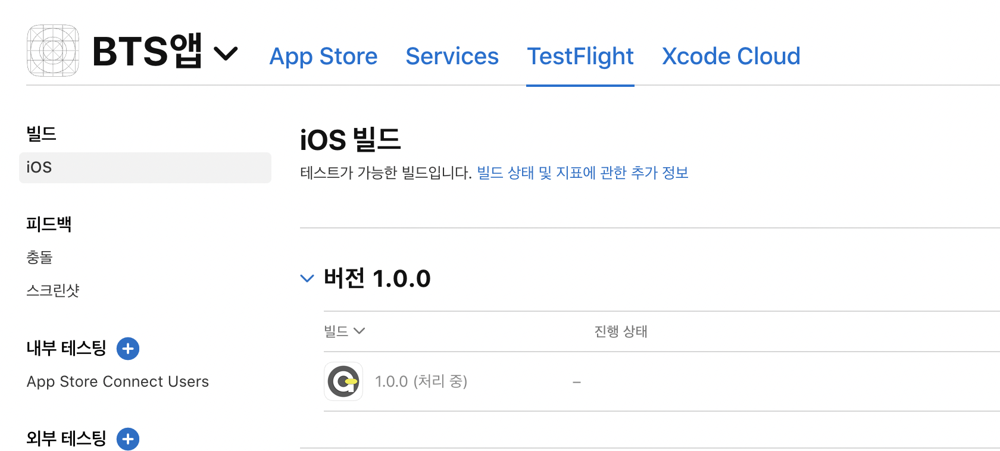 BTS앱
App Store Services TestFlight Xcode Cloud
빌드
iOS
피드백
충돌
스크린샷
내부 테스팅
App Store Connect Users
외부 테스팅
iOS 빌드
테스트가 가능한 빌드입니다. 빌드 상태 및 지표에 관한 추가 정보
버전 1.0.0
빌드 진행 상태
1.0.0 (처리 중) –